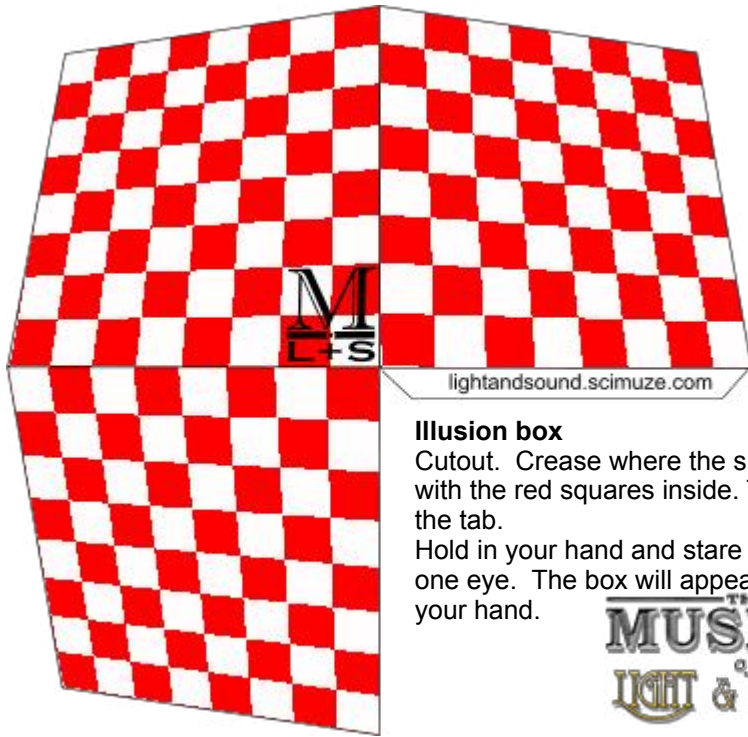 M
L+S
lightandsound.scimuze.com
Illusion box
Cutout. Crease where the
with the red squares inside.
the tab.
Hold in your hand and stare
one eye. The box will
your hand.
LIGHT &